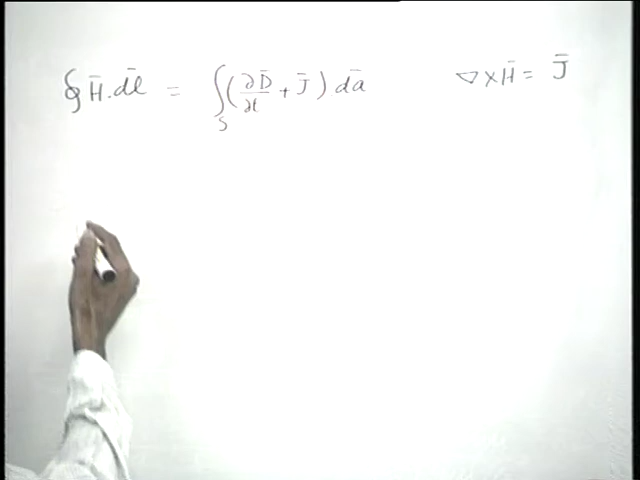 ∮ H̄ . dl̄ = ∫_S ( ∂D̄/∂t + J̄ ) . dā    ∇ × H̄ = J̄